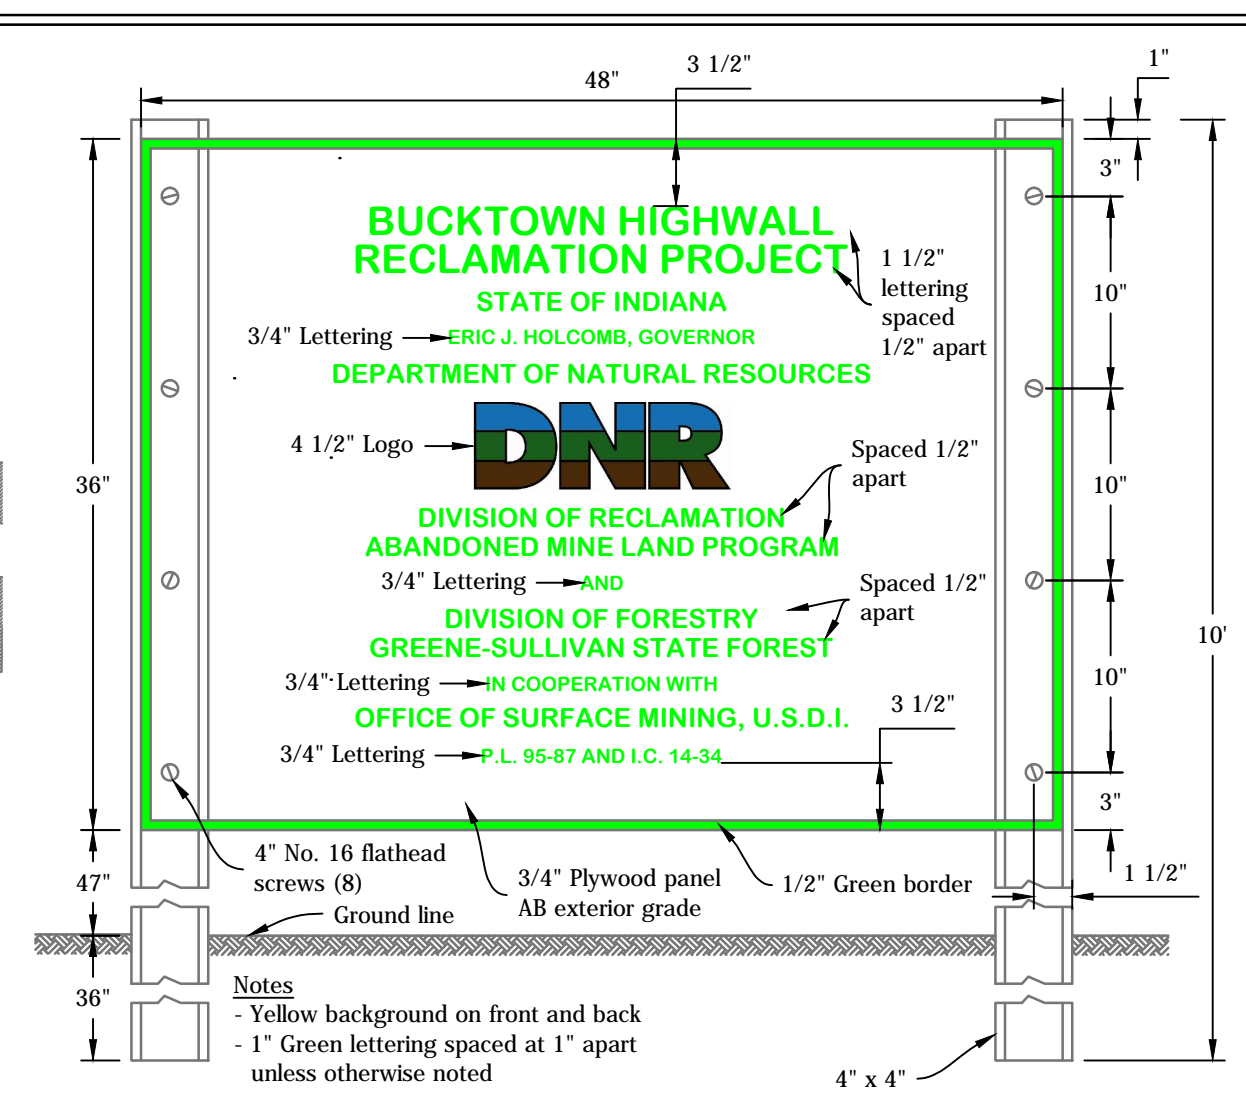 48"
3 1/2"
1"
3"
BUCKTOWN HIGHWALL
RECLAMATION PROJECT
1 1/2"
lettering
spaced
1/2" apart
10"
STATE OF INDIANA
3/4" Lettering
ERIC J. HOLCOMB, GOVERNOR
DEPARTMENT OF NATURAL RESOURCES
4 1/2" Logo
DNR
Spaced 1/2"
apart
36"
10"
DIVISION OF RECLAMATION
ABANDONED MINE LAND PROGRAM
3/4" Lettering
AND
Spaced 1/2"
apart
DIVISION OF FORESTRY
GREENE-SULLIVAN STATE FOREST
10'
3/4" Lettering
IN COOPERATION WITH
10"
OFFICE OF SURFACE MINING, U.S.D.I.
3 1/2"
3/4" Lettering
P.L. 95-87 AND I.C. 14-34
3"
47"
4" No. 16 flathead
screws (8)
3/4" Plywood panel
AB exterior grade
1/2" Green border
1 1/2"
Ground line
36"
Notes
- Yellow background on front and back
- 1" Green lettering spaced at 1" apart
unless otherwise noted
4" x 4"